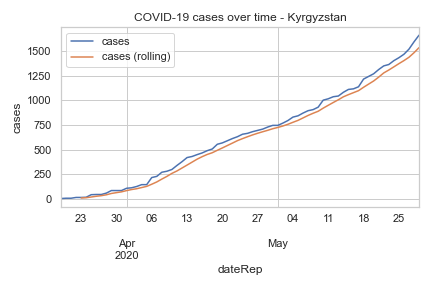 COVID-19 cases over time - Kyrgyzstan
cases
cases (rolling)
1500
1250
1000
750
500
250
0
cases
23 30 06 13 20 27 04 11 18 25
Apr May
2020
dateRep